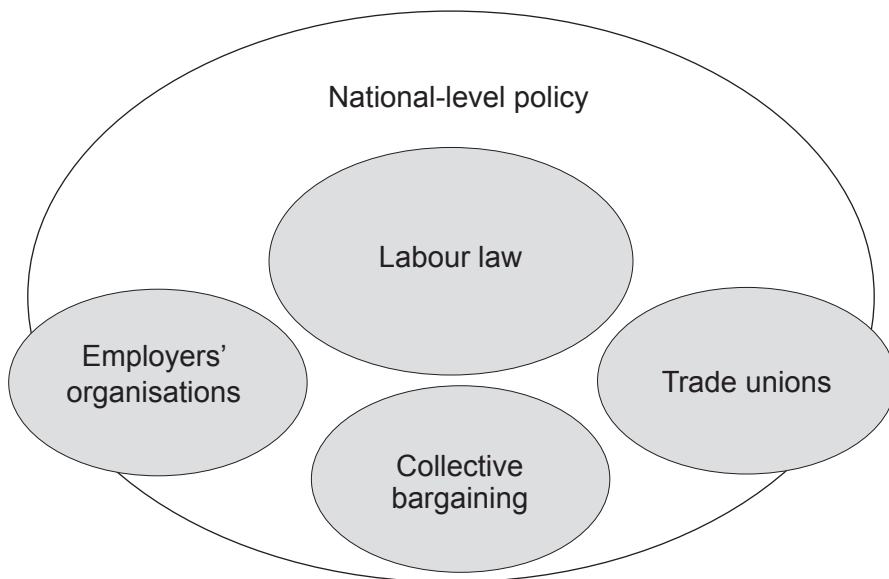 National-level policy
Labour law
Employers’
organisations
Trade unions
Collective
bargaining